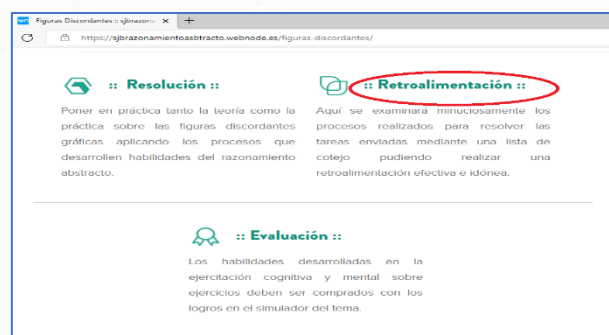 Figuras Discordantes :: sjbrazona
https://sjbrazonamientoasbtracto.webnode.es/figuras-discordantes/
:: Resolución ::
Poner en práctica tanto la teoría como la
práctica sobre las figuras discordantes
gráficas aplicando los procesos que
desarrollen habilidades del razonamiento
abstracto.
:: Retroalimentación ::
Aquí se examinará minuciosamente los
procesos realizados para resolver las
tareas enviadas mediante una lista de
cotejo pudiendo realizar una
retroalimentación efectiva e idónea.
:: Evaluación ::
Los habilidades desarrolladas en la
ejercitación cognitiva y mental sobre
ejercicios deben ser comprados con los
logros en el simulador del tema.